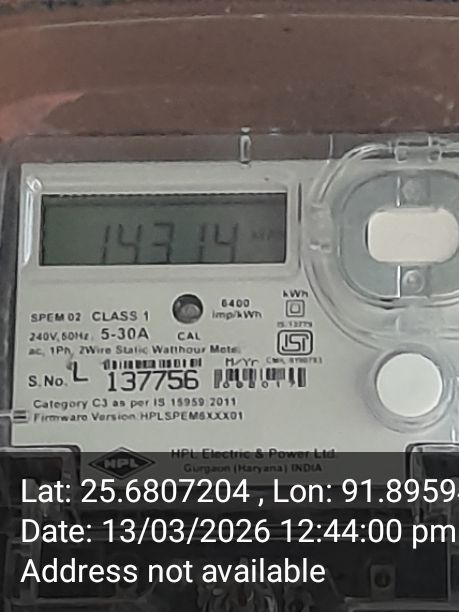 14314
kWh
SPEM 02 CLASS 1
6400
imp/kWh
240V, 50Hz, 5-30A
CAL
ac, 1Ph, 2Wire Static Watthour Mete
M/Yr
S. No. L 137756
Category C3 as per IS 15959:2011
Firmware Version:HPLSPEM6XXX01
HPL
HPL Electric & Power Ltd.
Gurgaon (Haryana) INDIA
Lat: 25.6807204 , Lon: 91.8959
Date: 13/03/2026 12:44:00 pm
Address not available